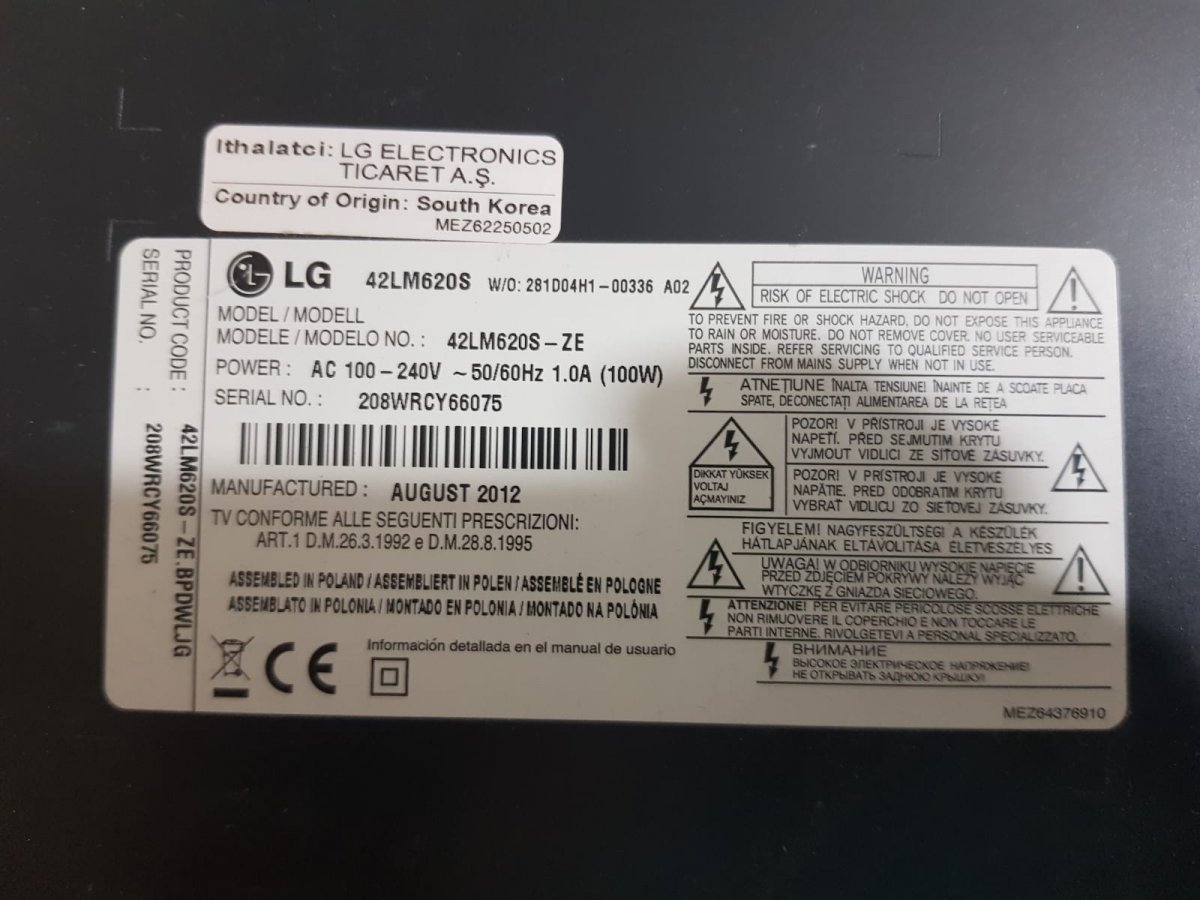 Ithalatci: LG ELECTRONICS
TICARET A.Ş.
Country of Origin: South Korea
MEZ62250502
PRODUCT CODE : 42LM620S-ZE.BPDWLJG
SERIAL NO. : 208WRCY66075
LG 42LM620S W/O: 281D04H1-00336 A02
MODEL / MODELL
MODELE / MODELO NO. : 42LM620S-ZE
POWER : AC 100-240V ~50/60Hz 1.0A (100W)
SERIAL NO. : 208WRCY66075
MANUFACTURED : AUGUST 2012
TV CONFORME ALLE SEGUENTI PRESCRIZIONI:
ART.1 D.M.26.3.1992 e D.M.28.8.1995
ASSEMBLED IN POLAND / ASSEMBLIERT IN POLEN / ASSEMBLÉ EN POLOGNE
ASSEMBLATO IN POLONIA / MONTADO EN POLONIA / MONTADO NA POLÔNIA
CE
Información detallada en el manual de usuario
WARNING
RISK OF ELECTRIC SHOCK DO NOT OPEN
TO PREVENT FIRE OR SHOCK HAZARD, DO NOT EXPOSE THIS APPLIANCE
TO RAIN OR MOISTURE. DO NOT REMOVE COVER. NO USER SERVICEABLE
PARTS INSIDE. REFER SERVICING TO QUALIFIED SERVICE PERSON.
DISCONNECT FROM MAINS SUPPLY WHEN NOT IN USE.
ATNEŢIUNE ÎNALTA TENSIUNE! ÎNAINTE DE A SCOATE PLACA
SPATE, DECONECTAŢI ALIMENTAREA DE LA REŢEA
DIKKAT YÜKSEK
VOLTAJ
AÇMAYINIZ
POZOR! V PŘÍSTROJI JE VYSOKÉ
NAPĚTÍ. PŘED SEJMUTIM KRYTU
VYJMOUT VIDLICI ZE SÍŤOVÉ ZÁSUVKY.
POZOR! V PRÍSTROJI JE VYSOKÉ
NAPÄTIE. PRED ODOBRATIM KRYTU
VYBRAŤ VIDLICU ZO SIEŤOVEJ ZÁSUVKY.
FIGYELEM! NAGYFESZÜLTSÉG! A KÉSZÜLÉK
HÁTLAPJÁNAK ELTÁVOLITÁSA ÉLETVESZÉLYES
UWAGA! W ODBIORNIKU WYSOKIE NAPIĘCIE
PRZED ZDJĘCIEM POKRYWY NALEŻY WYJĄĆ
WTYCZKĘ Z GNIAZDA SIECIOWEGO.
ATTENZIONE! PER EVITARE PERICOLOSE SCOSSE ELETTRICHE
NON RIMUOVERE IL COPERCHIO E NON TOCCARE LE
PARTI INTERNE. RIVOLGETEVI A PERSONAL SPECIALIZZATO.
ВНИМАНИЕ
ВЫСОКОЕ ЭЛЕКТРИЧЕСКОЕ НАПРЯЖЕНИЕ!
НЕ ОТКРЫВАТЬ ЗАДНЮЮ КРЫШКУ!
MEZ64376910